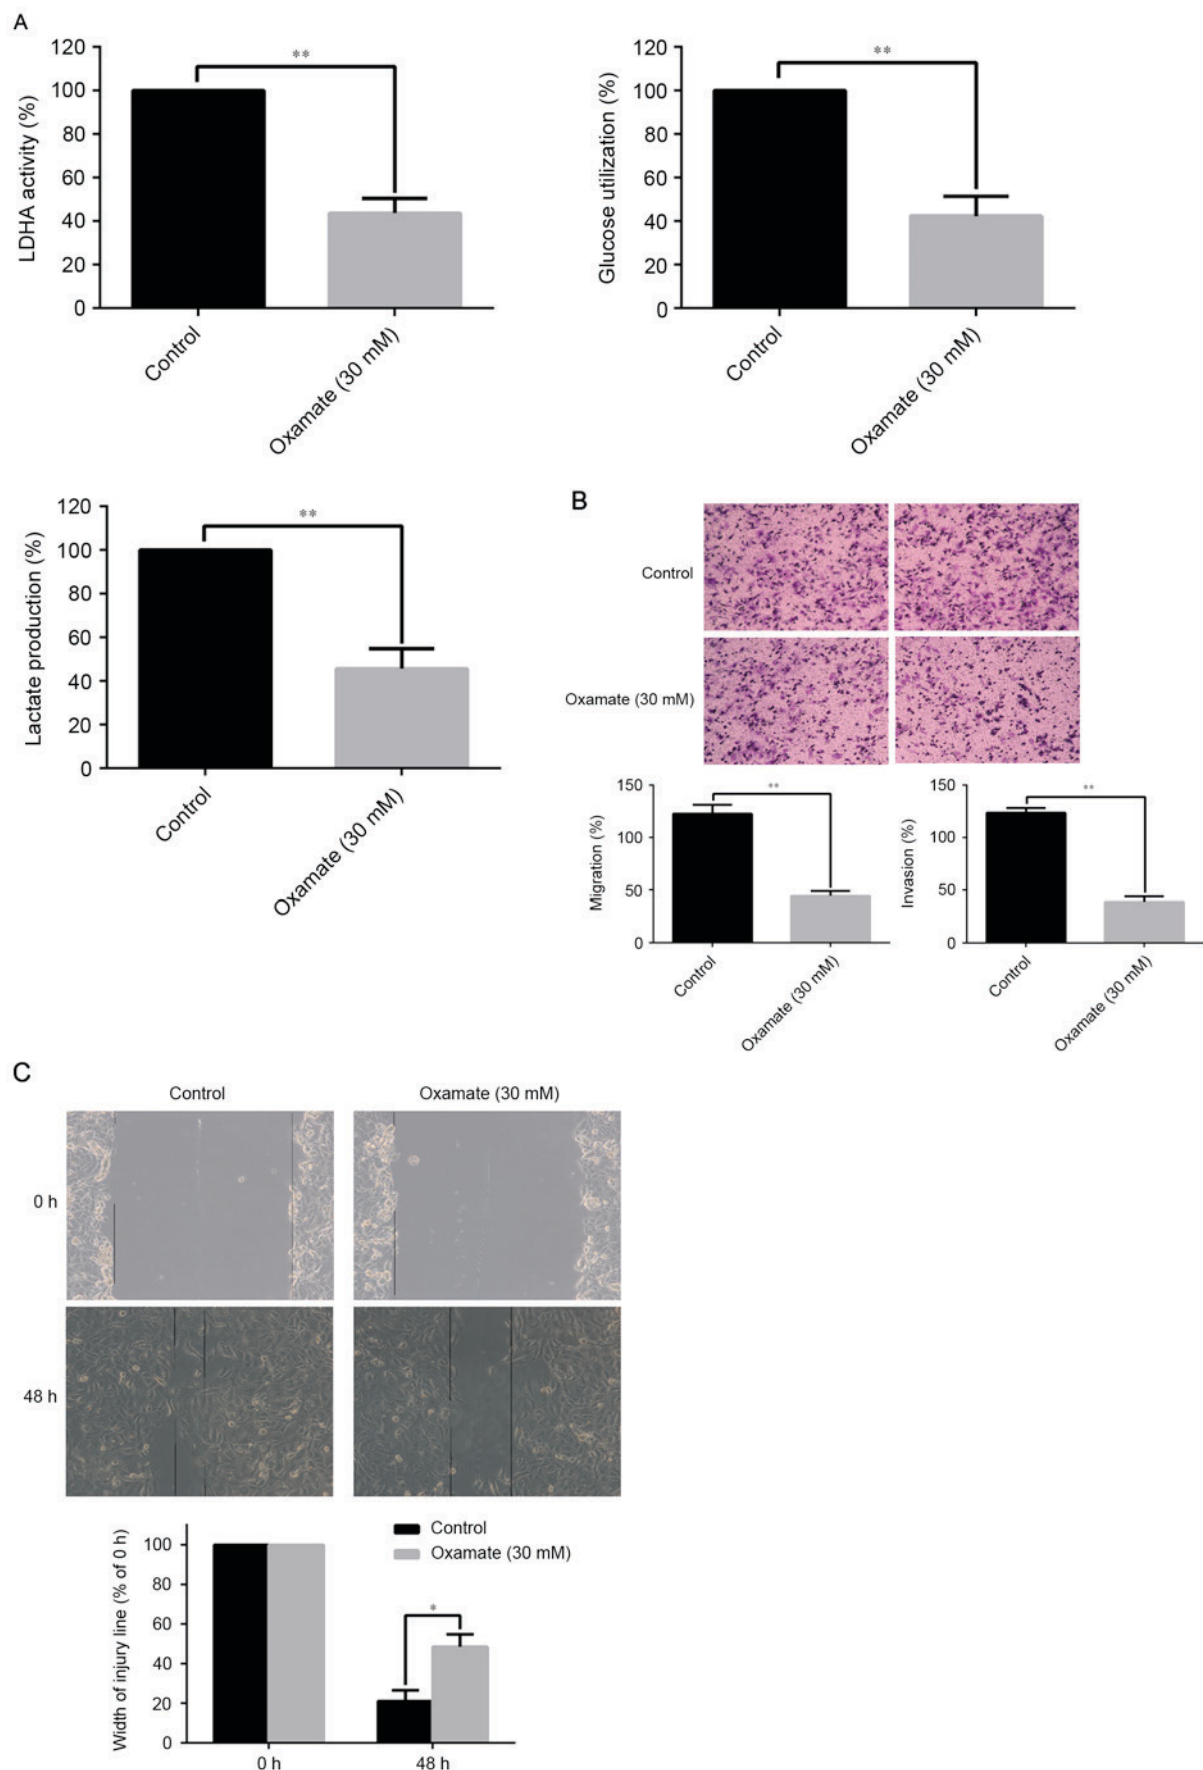 A
120
100
80
60
40
20
0
LDHA activity (%)
**
Control
Oxamate (30 mM)
120
100
80
60
40
20
0
Glucose utilization (%)
**
Control
Oxamate (30 mM)
120
100
80
60
40
20
0
Lactate production (%)
**
Control
Oxamate (30 mM)
B
Control
Oxamate (30 mM)
150
100
50
0
Migration (%)
**
Control
Oxamate (30 mM)
150
100
50
0
Invasion (%)
**
Control
Oxamate (30 mM)
C
Control
Oxamate (30 mM)
0 h
48 h
Width of injury line (% of 0 h)
100
80
60
40
20
0
Control
Oxamate (30 mM)
*
0 h
48 h